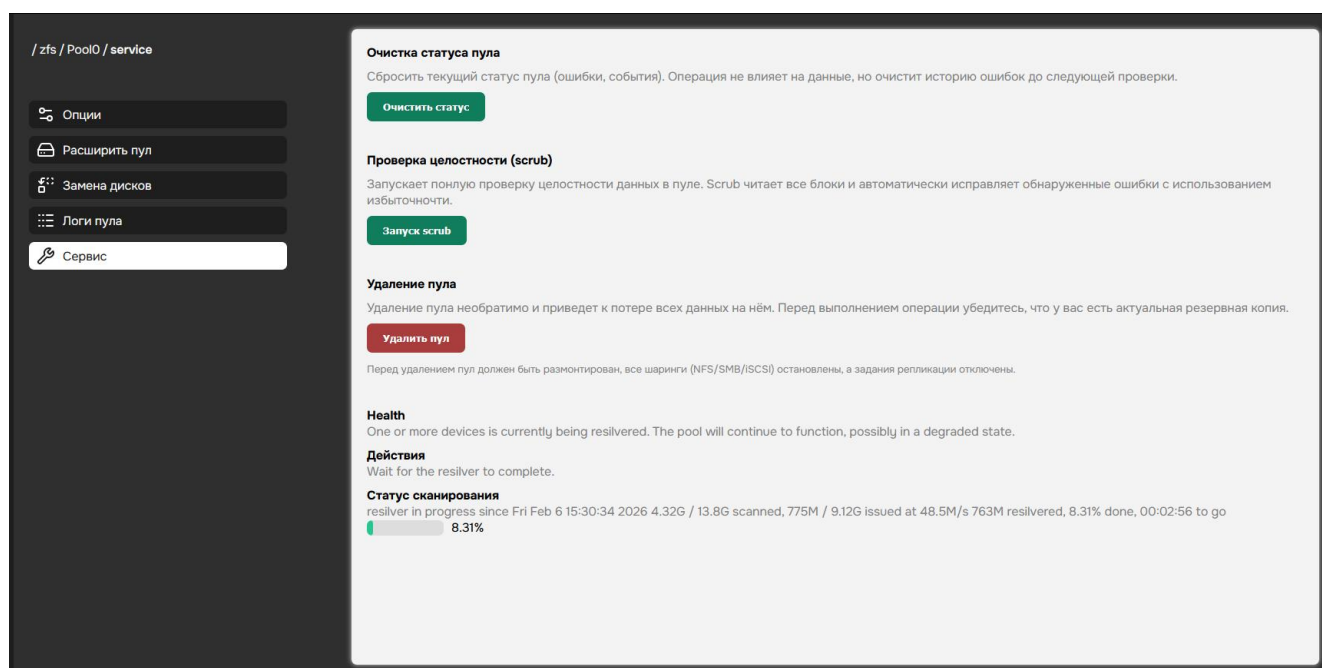 / zfs / Pool0 / service
Опции
Расширить пул
Замена дисков
Логи пула
Сервис
Очистка статуса пула
Сбросить текущий статус пула (ошибки, события). Операция не влияет на данные, но очистит историю ошибок до следующей проверки.
Очистить статус
Проверка целостности (scrub)
Запускает понлую проверку целостности данных в пуле. Scrub читает все блоки и автоматически исправляет обнаруженные ошибки с использованием
избыточночти.
Запуск scrub
Удаление пула
Удаление пула необратимо и приведет к потере всех данных на нём. Перед выполнением операции убедитесь, что у вас есть актуальная резервная копия.
Удалить пул
Перед удалением пул должен быть размонтирован, все шаринги (NFS/SMB/iSCSI) остановлены, а задания репликации отключены.
Health
One or more devices is currently being resilvered. The pool will continue to function, possibly in a degraded state.
Действия
Wait for the resilver to complete.
Статус сканирования
resilver in progress since Fri Feb 6 15:30:34 2026 4.32G / 13.8G scanned, 775M / 9.12G issued at 48.5M/s 763M resilvered, 8.31% done, 00:02:56 to go
8.31%